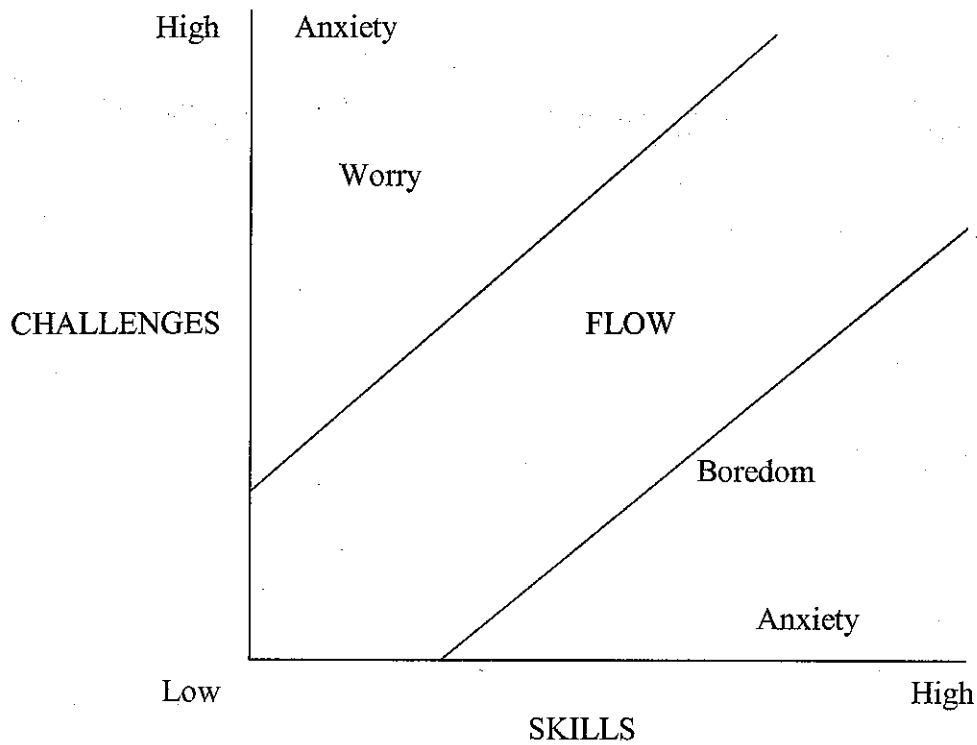 High Anxiety
Worry
CHALLENGES FLOW
Boredom
Anxiety
Low High
SKILLS